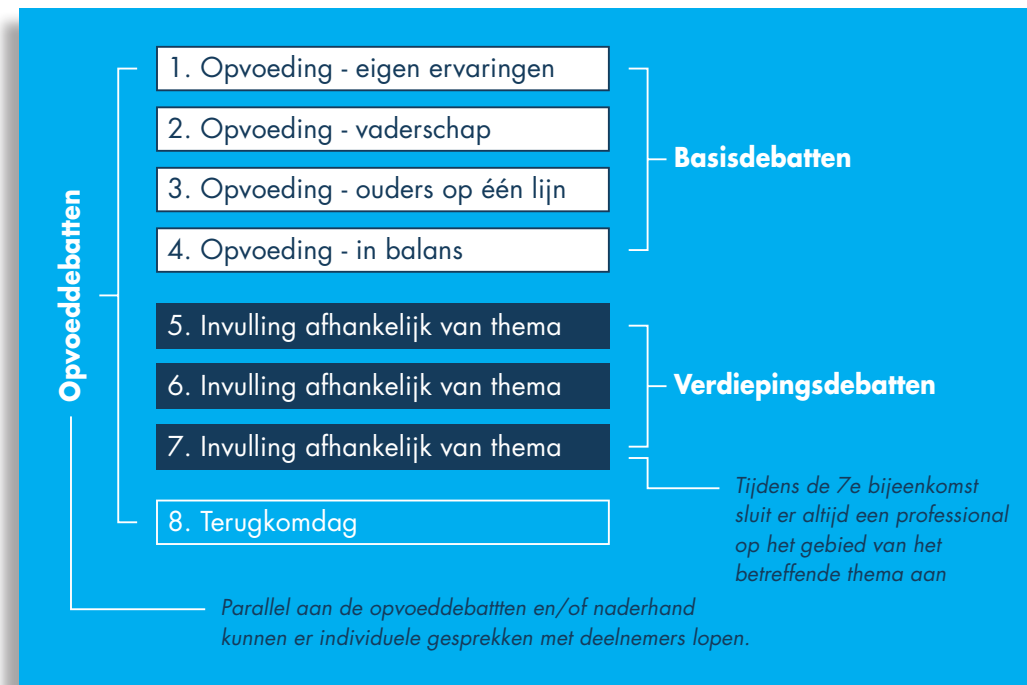 Opvoeddebatten
1. Opvoeding - eigen ervaringen
2. Opvoeding - vaderschap
3. Opvoeding - ouders op één lijn
4. Opvoeding - in balans
Basisdebatten
5. Invulling afhankelijk van thema
6. Invulling afhankelijk van thema
7. Invulling afhankelijk van thema
Verdiepingsdebatten
Tijdens de 7e bijeenkomst
sluit er altijd een professional
op het gebied van het
betreffende thema aan
8. Terugkomdag
Parallel aan de opvoeddebattten en/of naderhand
kunnen er individuele gesprekken met deelnemers lopen.